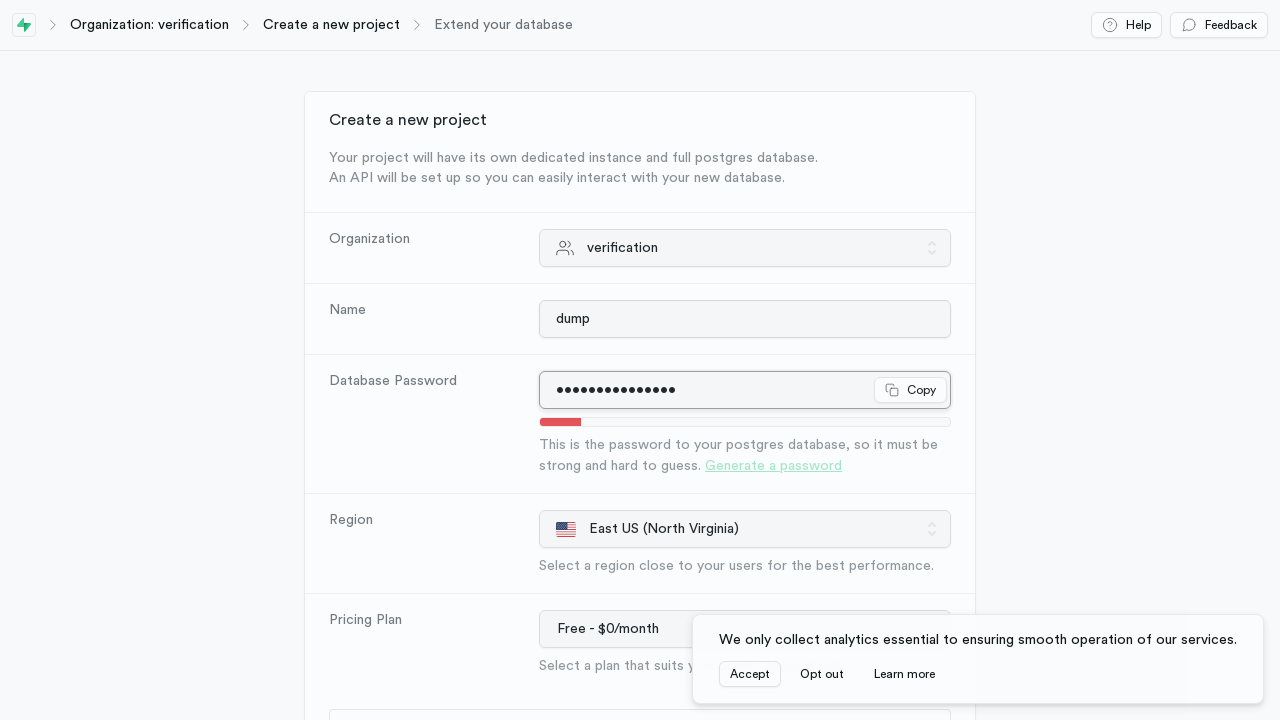 Organization: verification
Create a new project
Extend your database
Help
Feedback
Create a new project
Your project will have its own dedicated instance and full postgres database.
An API will be set up so you can easily interact with your new database.
Organization
verification
Name
dump
Database Password
•••••••••••••••
Copy
This is the password to your postgres database, so it must be
strong and hard to guess. Generate a password
Region
East US (North Virginia)
Select a region close to your users for the best performance.
Pricing Plan
Free - $0/month
Select a plan that suits
We only collect analytics essential to ensuring smooth operation of our services.
Accept
Opt out
Learn more